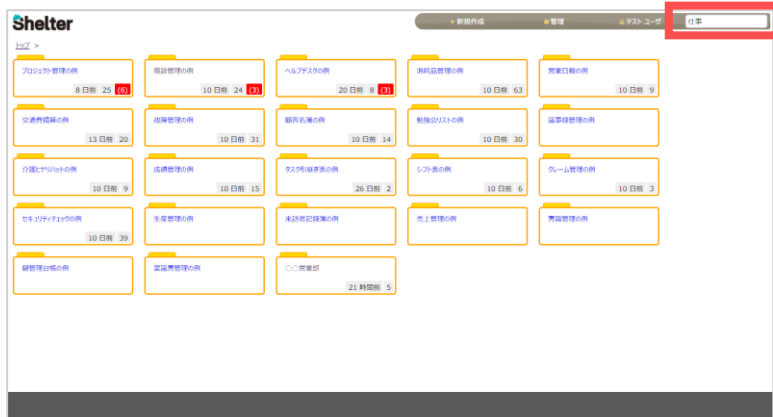 Shelter
+ 新規作成 管理 テスト ユーザ 仕事
トップ >
プロジェクト管理の例 商談管理の例 ヘルプデスクの例 消耗品管理の例 営業日報の例
8 日前 25 (6) 10 日前 24 (3) 20 日前 8 (3) 10 日前 63 10 日前 9
交通費精算の例 故障管理の例 顧客名簿の例 勉強会リストの例 議事録管理の例
13 日前 20 10 日前 31 10 日前 14 10 日前 30
介護ヒヤリハットの例 成績管理の例 タスク引継ぎ表の例 シフト表の例 クレーム管理の例
10 日前 9 10 日前 15 26 日前 2 10 日前 6 10 日前 3
セキュリティチェックの例 生産管理の例 来訪者記録簿の例 売上管理の例 書籍管理の例
10 日前 39
鍵管理台帳の例 稟議書管理の例 〇〇営業部
21 時間前 5